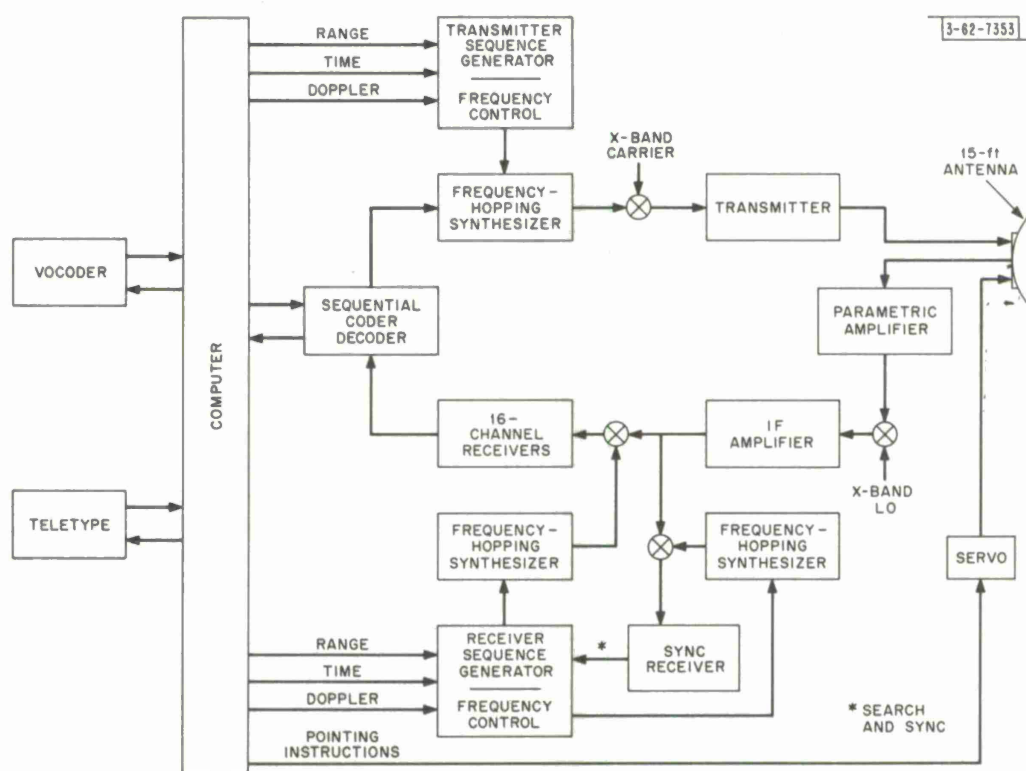 3-62-7353
RANGE
TIME
DOPPLER
TRANSMITTER
SEQUENCE
GENERATOR
FREQUENCY
CONTROL
X-BAND
CARRIER
15-ft
ANTENNA
FREQUENCY-
HOPPING
SYNTHESIZER
TRANSMITTER
VOCODER
SEQUENTIAL
CODER
DECODER
PARAMETRIC
AMPLIFIER
COMPUTER
16-
CHANNEL
RECEIVERS
IF
AMPLIFIER
X-BAND
LO
TELETYPE
FREQUENCY-
HOPPING
SYNTHESIZER
FREQUENCY-
HOPPING
SYNTHESIZER
SERVO
RANGE
TIME
DOPPLER
RECEIVER
SEQUENCE
GENERATOR
FREQUENCY
CONTROL
*
SYNC
RECEIVER
* SEARCH
AND SYNC
POINTING
INSTRUCTIONS